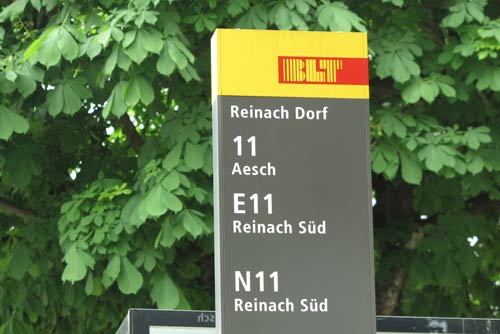 BLT
Reinach Dorf
11
Aesch
E11
Reinach Süd
N11
Reinach Süd